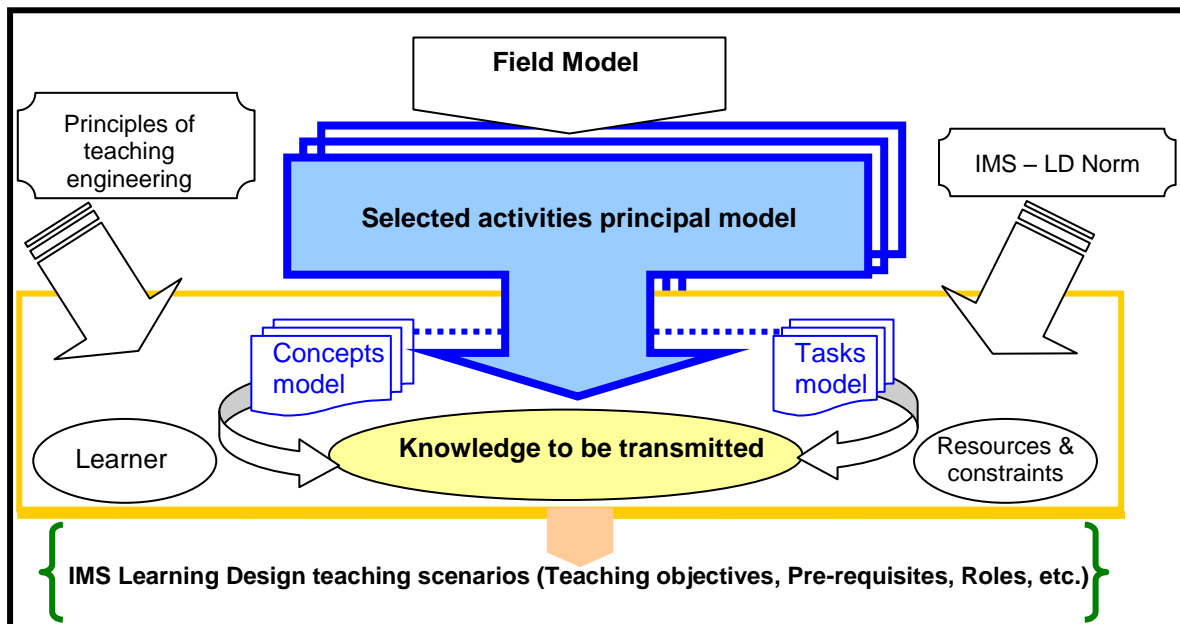 Field Model
Principles of
teaching
engineering
IMS – LD Norm
Selected activities principal model
Concepts
model
Tasks
model
Learner
Knowledge to be transmitted
Resources &
constraints
IMS Learning Design teaching scenarios (Teaching objectives, Pre-requisites, Roles, etc.)